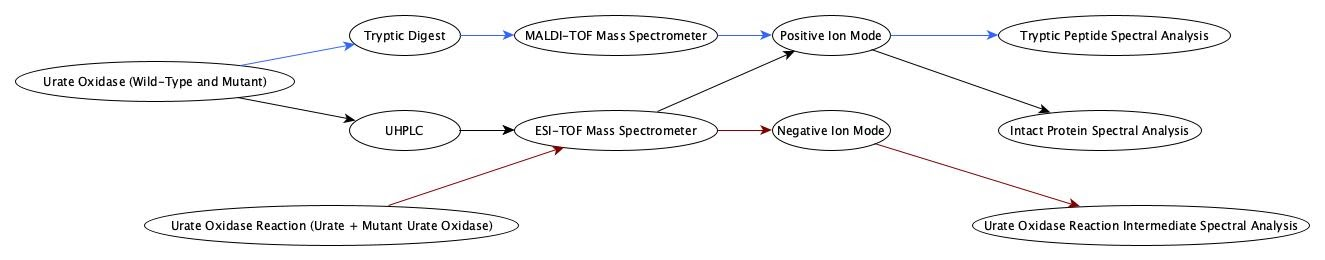 Tryptic Digest
MALDI-TOF Mass Spectrometer
Positive Ion Mode
Tryptic Peptide Spectral Analysis
Urate Oxidase (Wild-Type and Mutant)
UHPLC
ESI-TOF Mass Spectrometer
Negative Ion Mode
Intact Protein Spectral Analysis
Urate Oxidase Reaction (Urate + Mutant Urate Oxidase)
Urate Oxidase Reaction Intermediate Spectral Analysis